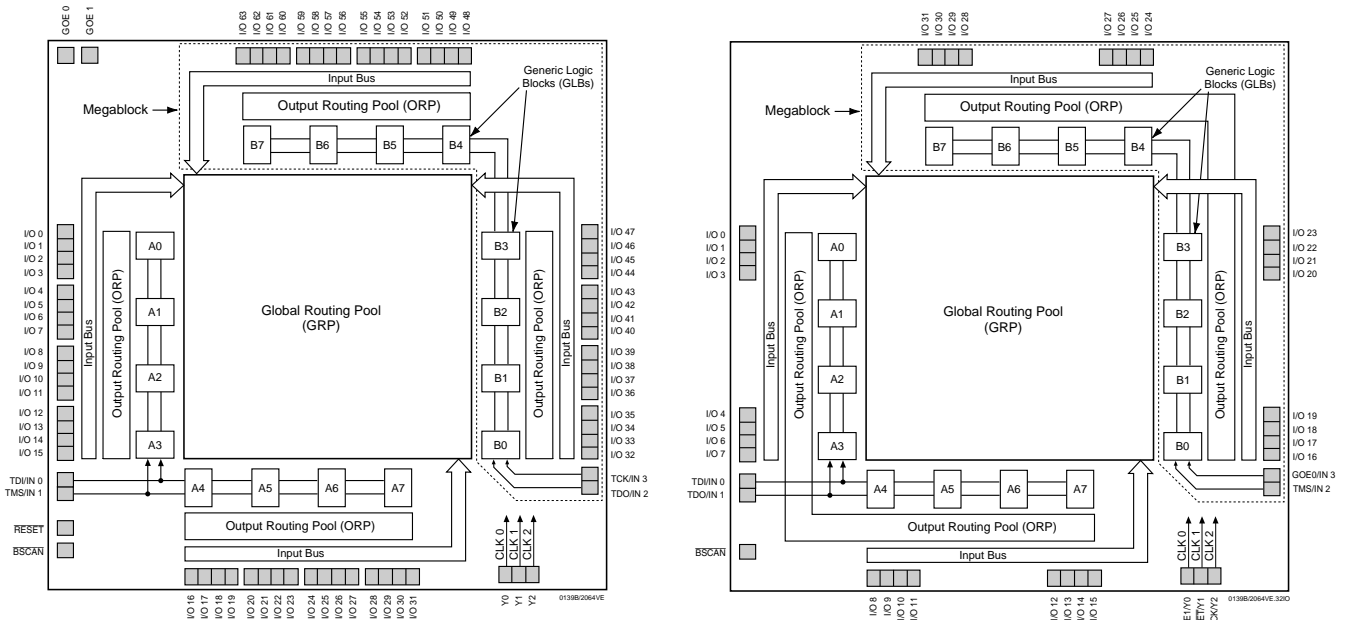 GOE 0
GOE 1
I/O 63
I/O 62
I/O 61
I/O 60
I/O 59
I/O 58
I/O 57
I/O 56
I/O 55
I/O 54
I/O 53
I/O 52
I/O 51
I/O 50
I/O 49
I/O 48
Input Bus
Generic Logic
Blocks (GLBs)
Megablock
Output Routing Pool (ORP)
B7
B6
B5
B4
I/O 0
I/O 1
I/O 2
I/O 3
I/O 4
I/O 5
I/O 6
I/O 7
I/O 8
I/O 9
I/O 10
I/O 11
I/O 12
I/O 13
I/O 14
I/O 15
Input Bus
Output Routing Pool (ORP)
A0
A1
A2
A3
Global Routing Pool
(GRP)
B3
B2
B1
B0
Output Routing Pool (ORP)
Input Bus
I/O 47
I/O 46
I/O 45
I/O 44
I/O 43
I/O 42
I/O 41
I/O 40
I/O 39
I/O 38
I/O 37
I/O 36
I/O 35
I/O 34
I/O 33
I/O 32
TDI/IN 0
TMS/IN 1
TCK/IN 3
TDO/IN 2
A4
A5
A6
A7
RESET
BSCAN
Output Routing Pool (ORP)
Input Bus
CLK 0
CLK 1
CLK 2
I/O 16
I/O 17
I/O 18
I/O 19
I/O 20
I/O 21
I/O 22
I/O 23
I/O 24
I/O 25
I/O 26
I/O 27
I/O 28
I/O 29
I/O 30
I/O 31
Y0
Y1
Y2
0139B/2064VE
I/O 31
I/O 30
I/O 29
I/O 28
I/O 27
I/O 26
I/O 25
I/O 24
Input Bus
Generic Logic
Blocks (GLBs)
Megablock
Output Routing Pool (ORP)
B7
B6
B5
B4
I/O 0
I/O 1
I/O 2
I/O 3
I/O 4
I/O 5
I/O 6
I/O 7
Input Bus
Output Routing Pool (ORP)
A0
A1
A2
A3
Global Routing Pool
(GRP)
B3
B2
B1
B0
Output Routing Pool (ORP)
Input Bus
I/O 23
I/O 22
I/O 21
I/O 20
I/O 19
I/O 18
I/O 17
I/O 16
TDI/IN 0
TDO/IN 1
GOE0/IN 3
TMS/IN 2
A4
A5
A6
A7
BSCAN
Output Routing Pool (ORP)
Input Bus
CLK 0
CLK 1
CLK 2
I/O 8
I/O 9
I/O 10
I/O 11
I/O 12
I/O 13
I/O 14
I/O 15
E1/Y0
ET/Y1
CK/Y2
0139B/2064VE.32IO